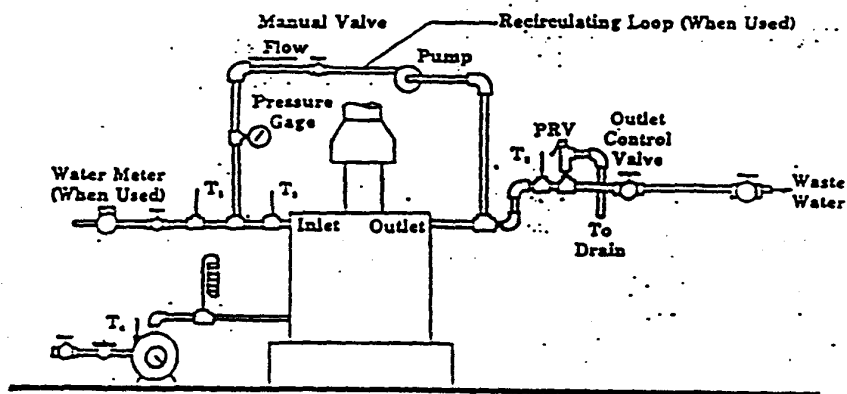 Manual Valve
Recirculating Loop (When Used)
Flow
Pump
Pressure
Gage
PRV
Outlet
Control
Valve
Water Meter
(When Used)
Waste
Water
Inlet
Outlet
To
Drain